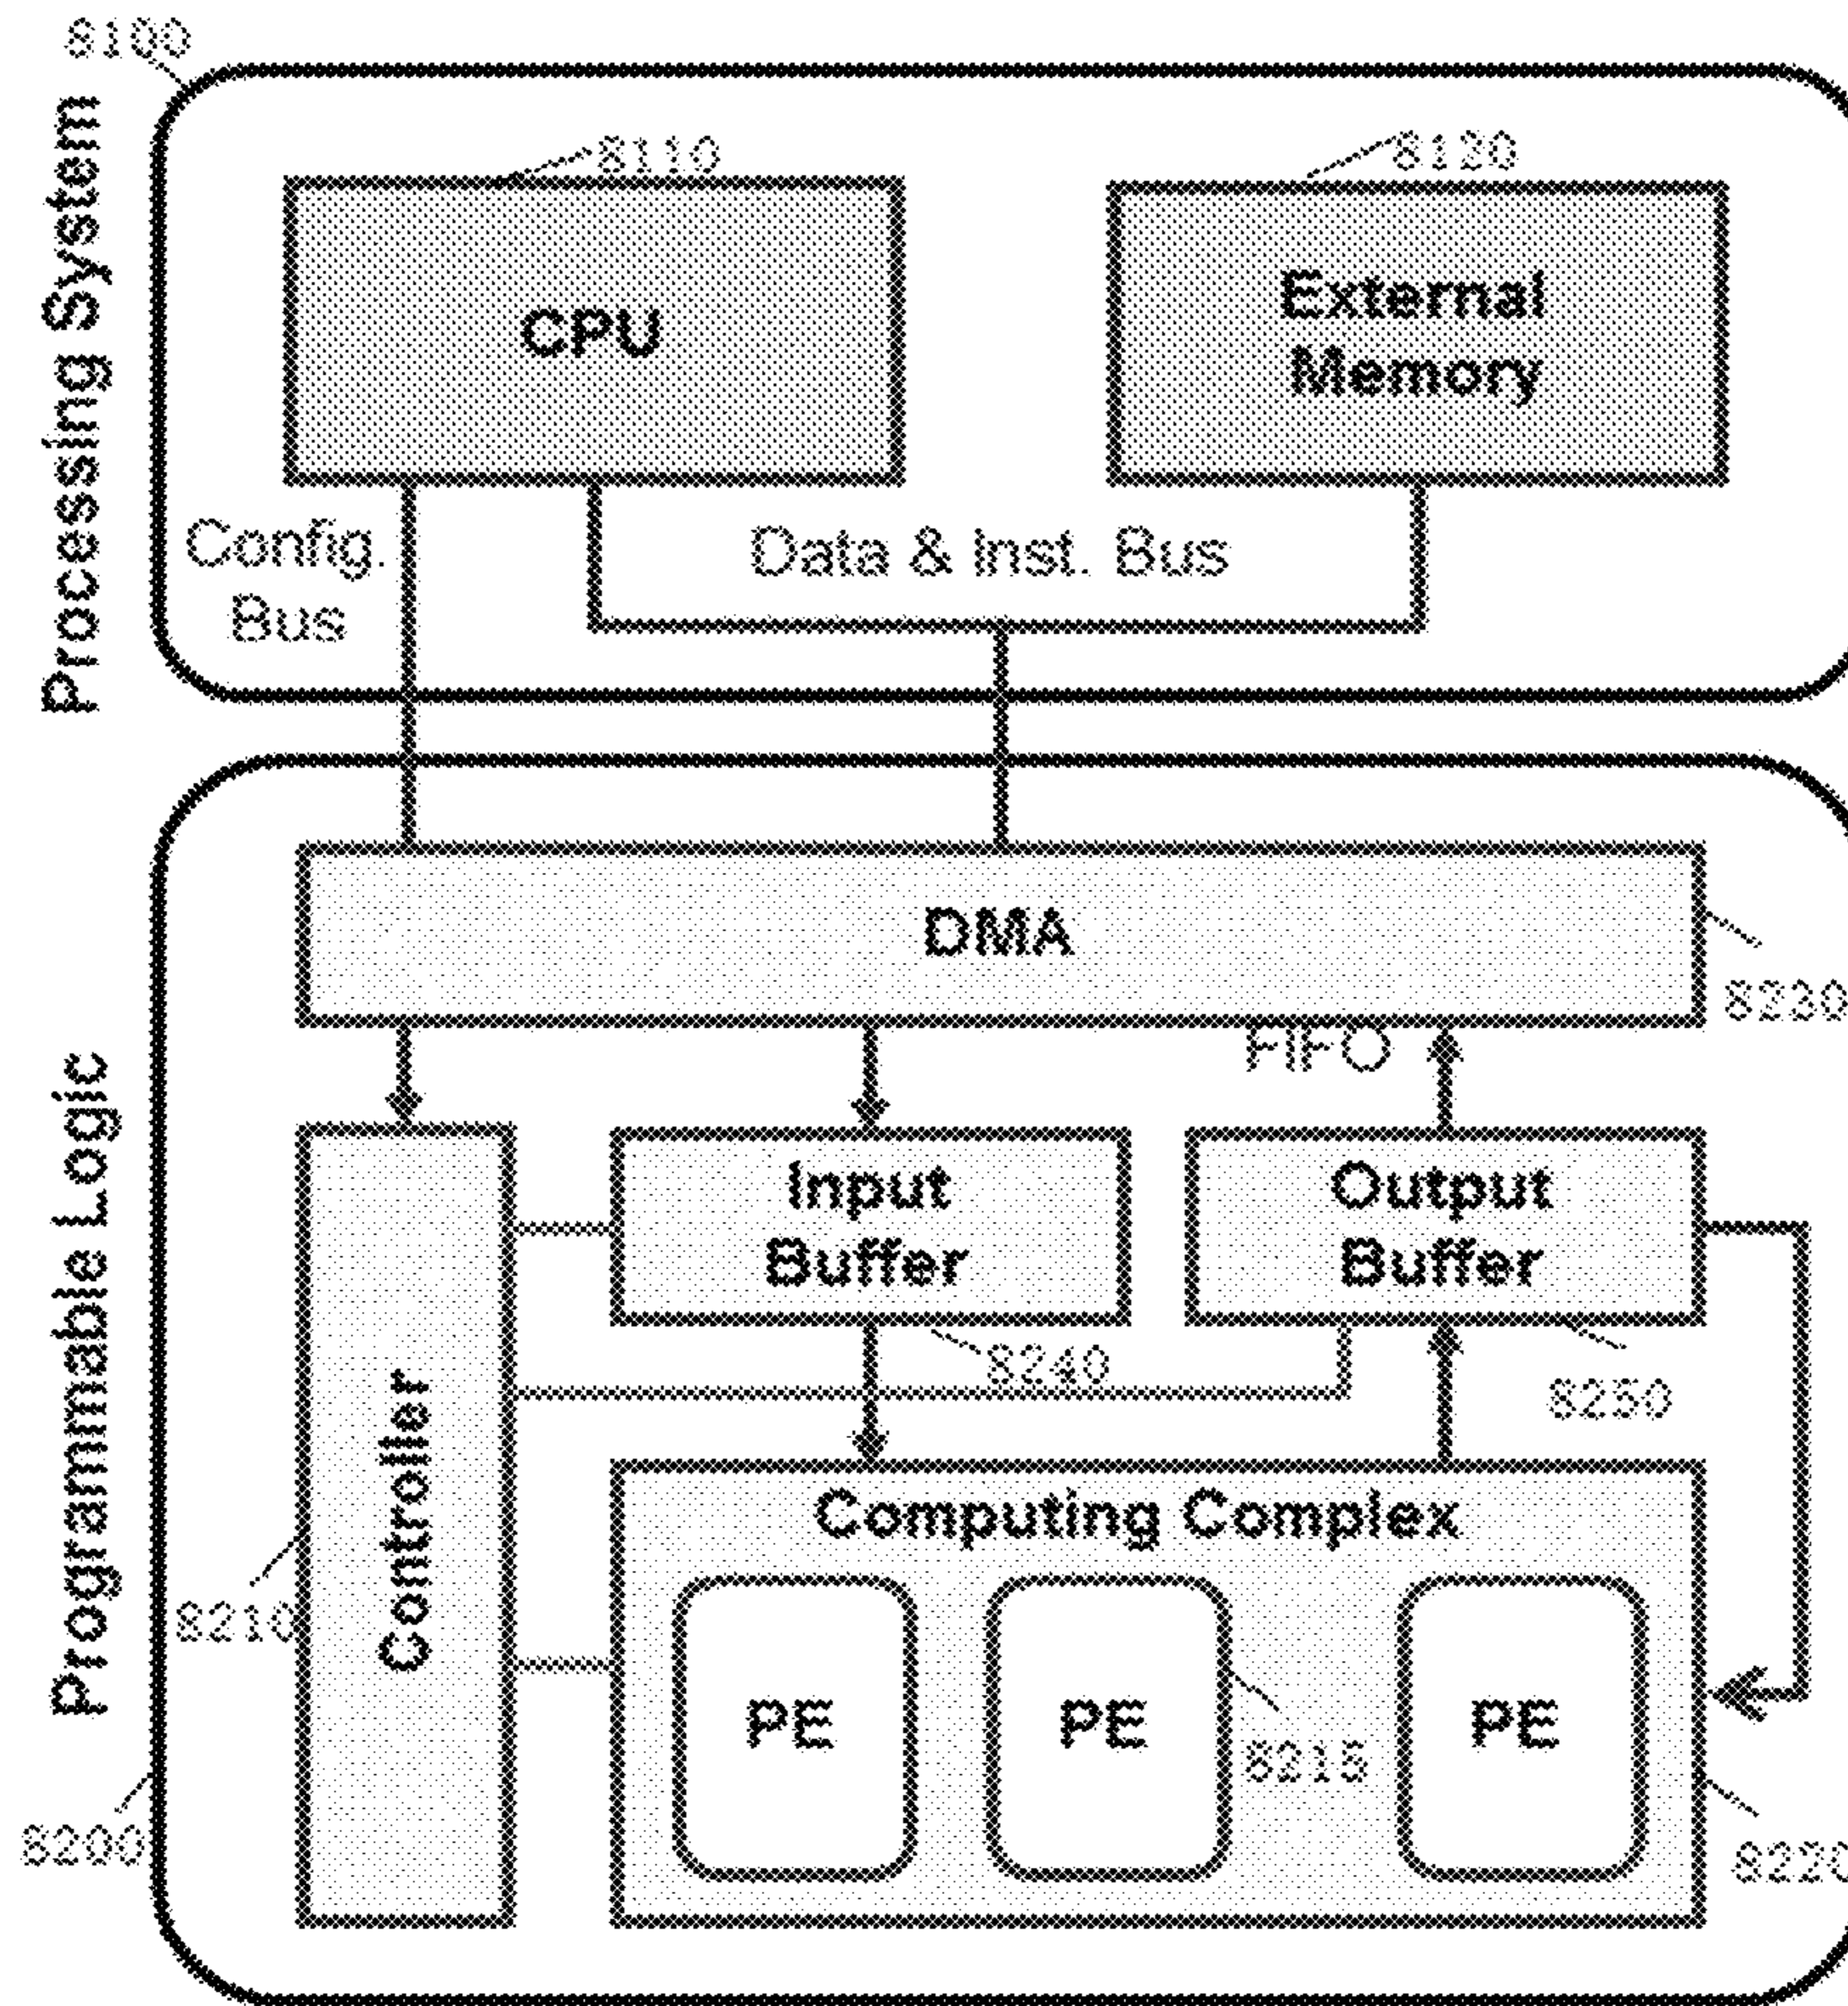 8100
Processing System
8110
8120
CPU
External
Memory
Config.
Bus
Data & Inst. Bus
Programmable Logic
DMA
8230
FIFO
Input
Buffer
Output
Buffer
8240
8250
Controller
Computing Complex
8210
PE
PE
PE
8215
8200
8220